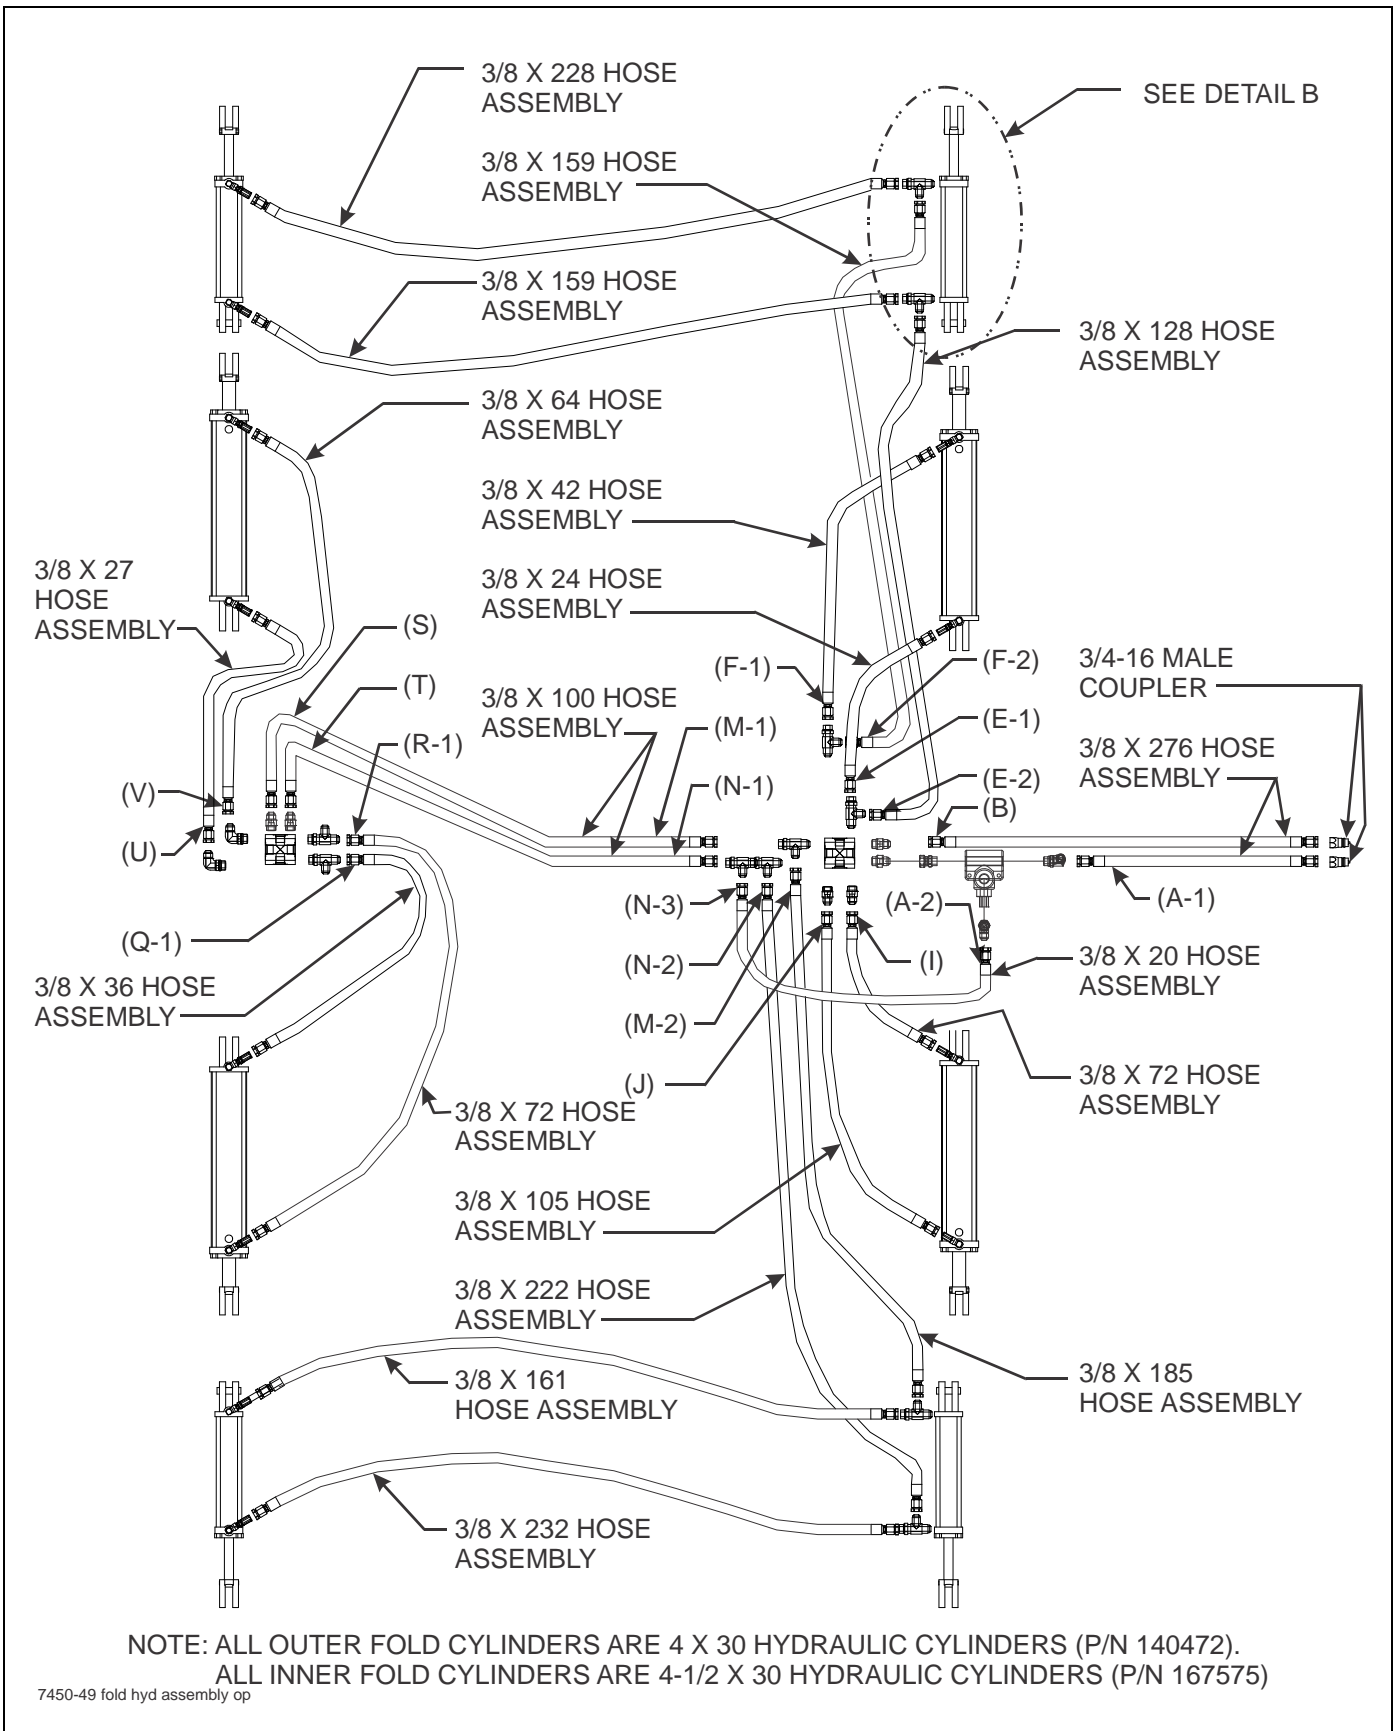 3/8 X 228 HOSE
ASSEMBLY
SEE DETAIL B
3/8 X 159 HOSE
ASSEMBLY
3/8 X 159 HOSE
ASSEMBLY
3/8 X 128 HOSE
ASSEMBLY
3/8 X 64 HOSE
ASSEMBLY
3/8 X 42 HOSE
ASSEMBLY
3/8 X 27
HOSE
ASSEMBLY
3/8 X 24 HOSE
ASSEMBLY
(S)
(F-1)
(F-2)
3/4-16 MALE
COUPLER
(T)
3/8 X 100 HOSE
ASSEMBLY
(M-1)
(E-1)
(R-1)
3/8 X 276 HOSE
ASSEMBLY
(N-1)
(E-2)
(V)
(B)
(U)
(N-3)
(A-2)
(A-1)
(Q-1)
(N-2)
(I)
3/8 X 20 HOSE
ASSEMBLY
3/8 X 36 HOSE
ASSEMBLY
(M-2)
(J)
3/8 X 72 HOSE
ASSEMBLY
3/8 X 72 HOSE
ASSEMBLY
3/8 X 105 HOSE
ASSEMBLY
3/8 X 222 HOSE
ASSEMBLY
3/8 X 161
HOSE ASSEMBLY
3/8 X 185
HOSE ASSEMBLY
3/8 X 232 HOSE
ASSEMBLY
NOTE: ALL OUTER FOLD CYLINDERS ARE 4 X 30 HYDRAULIC CYLINDERS (P/N 140472).
ALL INNER FOLD CYLINDERS ARE 4-1/2 X 30 HYDRAULIC CYLINDERS (P/N 167575)
7450-49 fold hyd assembly op